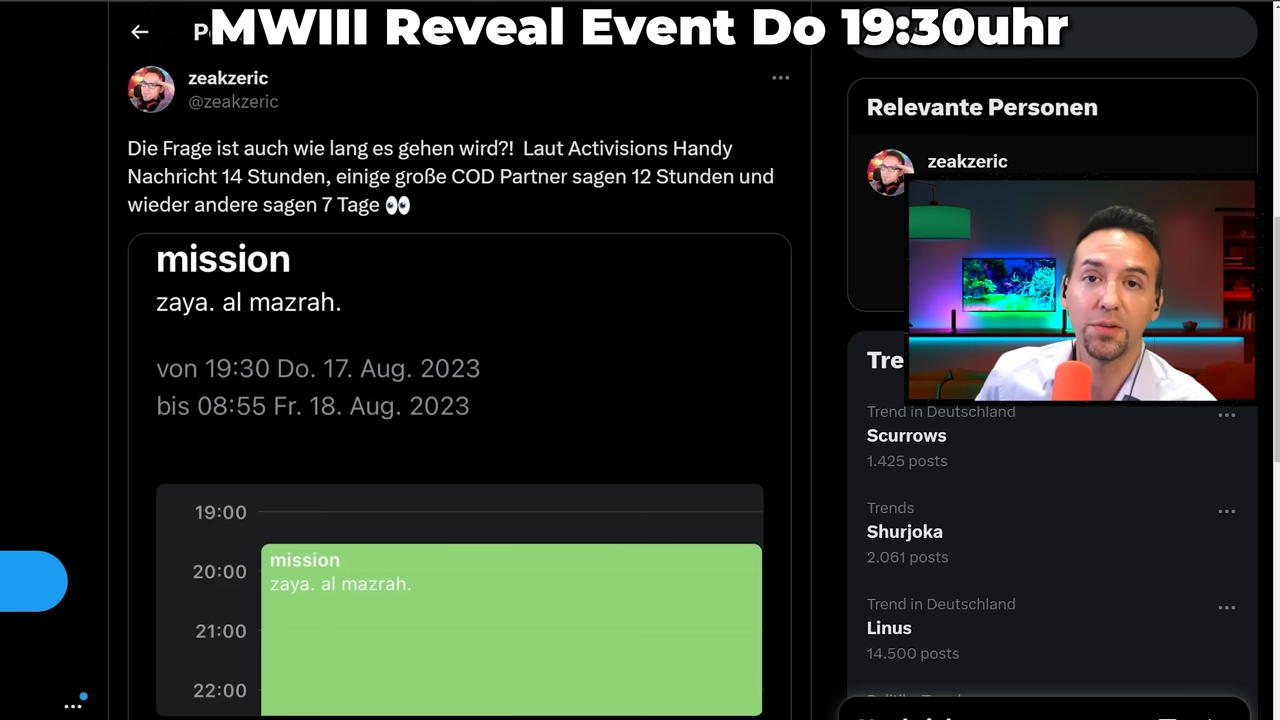 MWIII Reveal Event Do 19:30uhr
zeakzeric
@zeakzeric
Die Frage ist auch wie lang es gehen wird?! Laut Activisions Handy
Nachricht 14 Stunden, einige große COD Partner sagen 12 Stunden und
wieder andere sagen 7 Tage 👀
mission
zaya. al mazrah.
von 19:30 Do. 17. Aug. 2023
bis 08:55 Fr. 18. Aug. 2023
19:00
mission
20:00
zaya. al mazrah.
21:00
22:00
Relevante Personen
zeakzeric
Tre
Trend in Deutschland
Scurrows
1.425 posts
Trends
Shurjoka
2.061 posts
Trend in Deutschland
Linus
14.500 posts